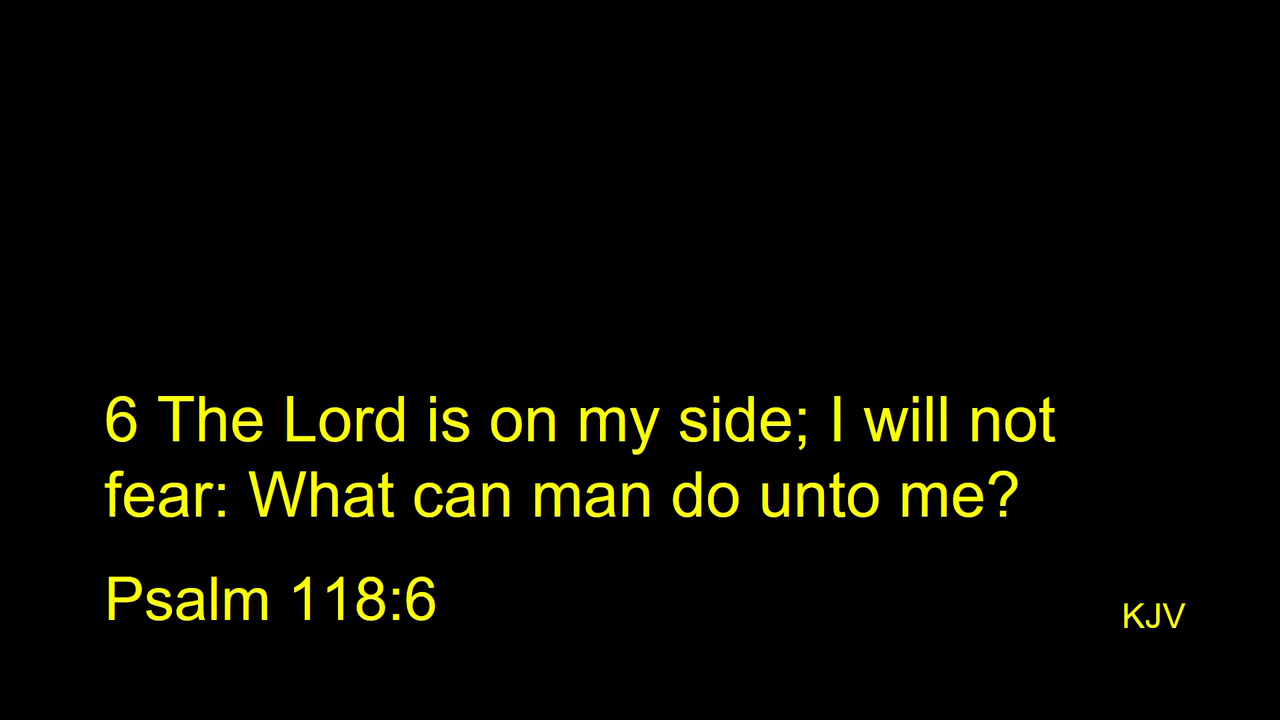 6 The Lord is on my side; I will not
fear: What can man do unto me?
Psalm 118:6
KJV